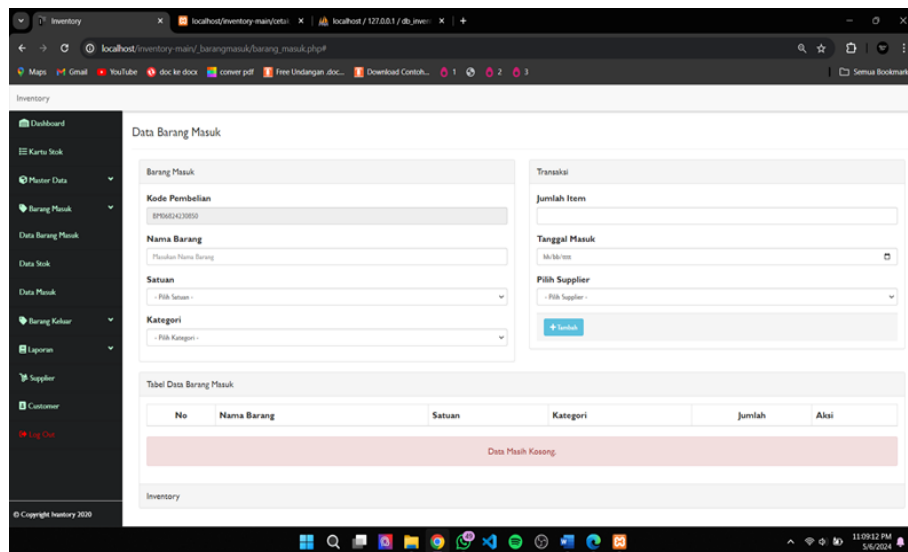 Inventory
localhost/inventory-main/cetak
localhost / 127.0.0.1 / db_inven
localhost/inventory-main/_barangmasuk/barang_masuk.php#
Maps
Gmail
YouTube
doc ke docx
conver pdf
Free Undangan .doc...
Download Contoh...
1
2
3
Semua Bookmark
Inventory
Dashboard
Kartu Stok
Master Data
Barang Masuk
Data Barang Masuk
Data Stok
Data Masuk
Barang Keluar
Laporan
Supplier
Customer
Log Out
© Copyright Ivantory 2020
Data Barang Masuk
Barang Masuk
Kode Pembelian
BM06824230850
Nama Barang
Masukan Nama Barang
Satuan
- Pilih Satuan -
Kategori
- Pilih Kategori -
Transaksi
Jumlah Item
Tanggal Masuk
hh/bb/tttt
Pilih Supplier
- Pilih Supplier -
+ Tambah
Tabel Data Barang Masuk
No Nama Barang Satuan Kategori Jumlah Aksi
Data Masih Kosong.
Inventory
11:09:12 PM
5/6/2024